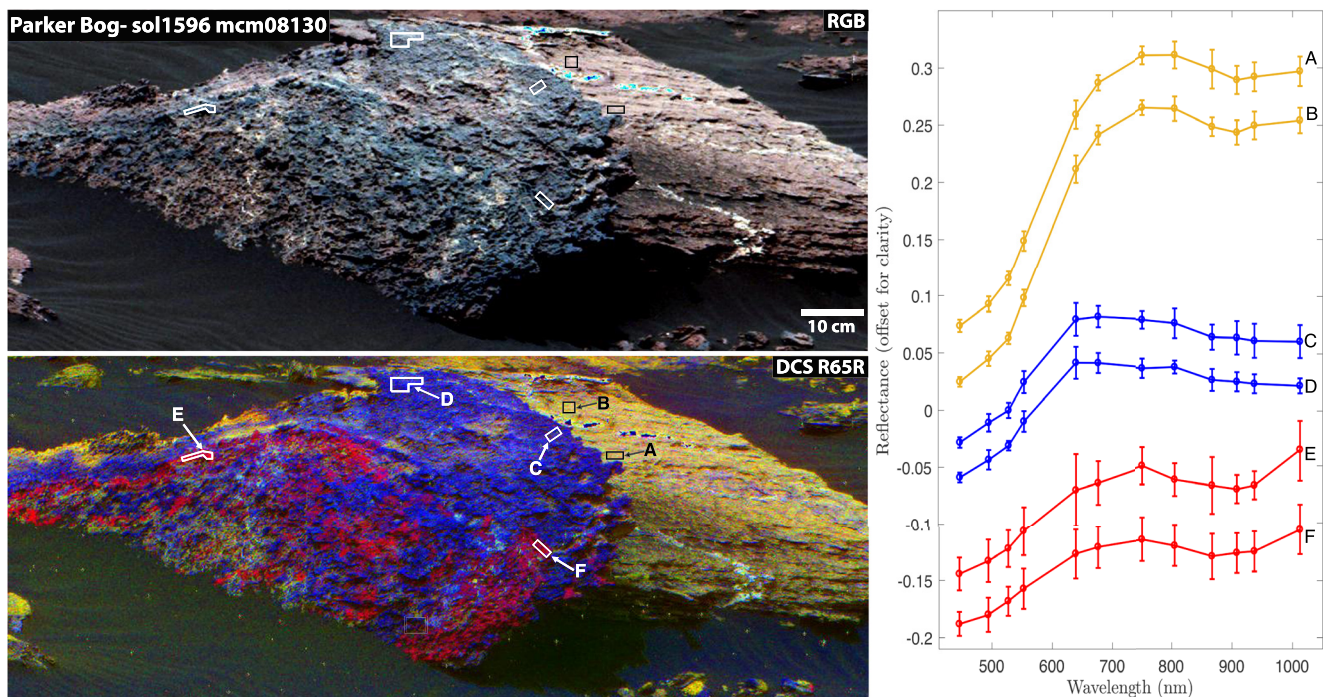 Parker Bog- sol1596 mcm08130
RGB
10 cm
DCS R65R
E
D
B
C
A
F
Reflectance (offset for clarity)
0.3
0.25
0.2
0.15
0.1
0.05
0
-0.05
-0.1
-0.15
-0.2
A
B
C
D
E
F
500 600 700 800 900 1000
Wavelength (nm)